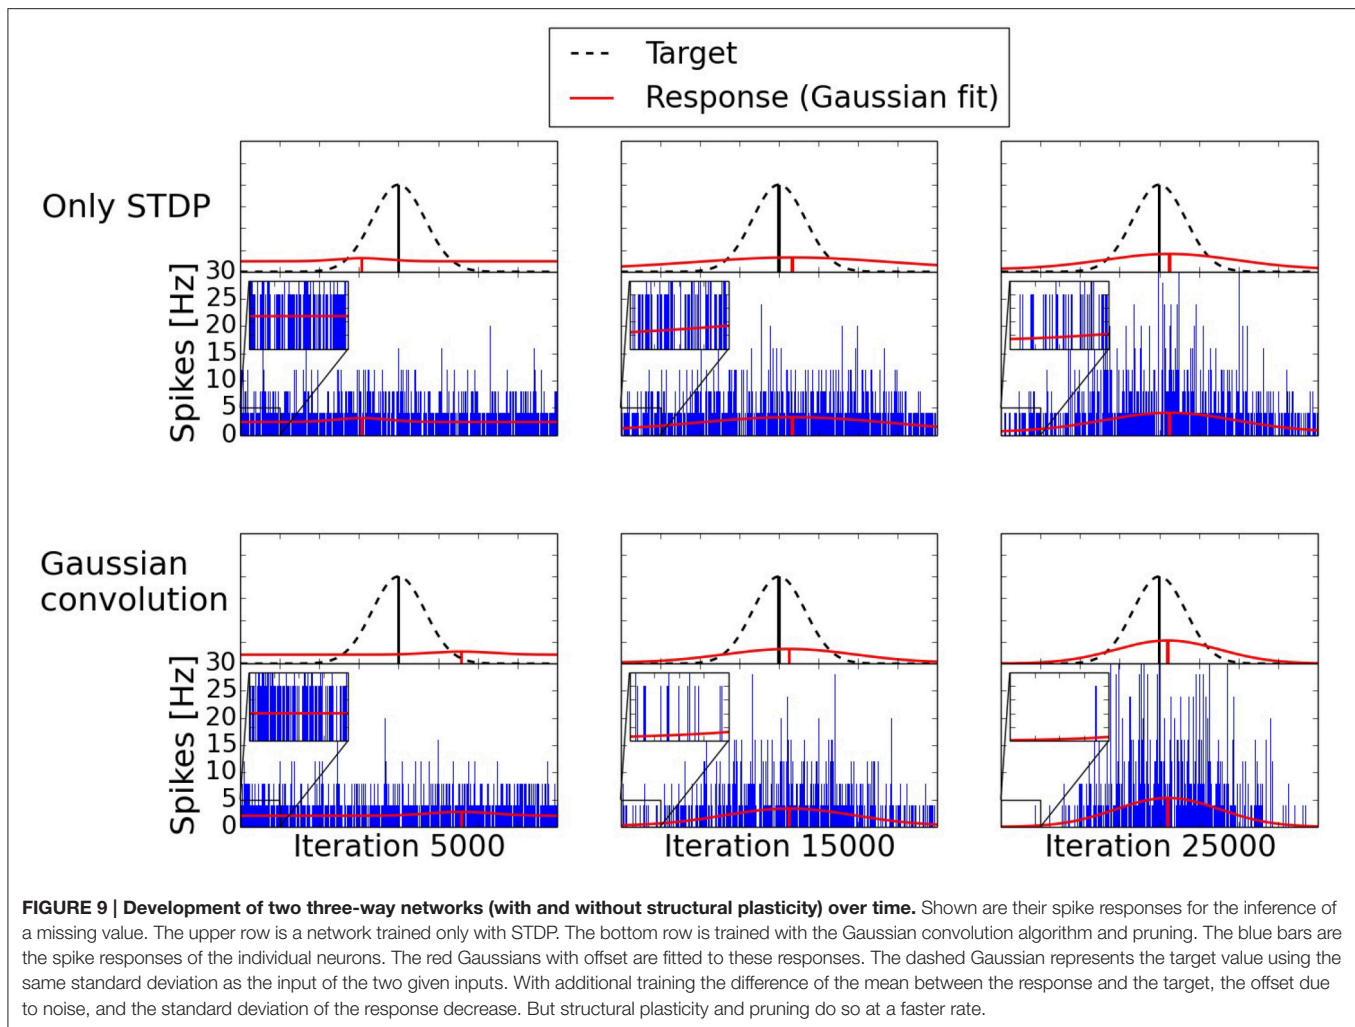 Target
Response (Gaussian fit)
Only STDP
Spikes [Hz]
30
25
20
15
10
5
0
Gaussian
convolution
Spikes [Hz]
30
25
20
15
10
5
0
Iteration 5000
Iteration 15000
Iteration 25000
FIGURE 9 | Development of two three-way networks (with and without structural plasticity) over time. Shown are their spike responses for the inference of
a missing value. The upper row is a network trained only with STDP. The bottom row is trained with the Gaussian convolution algorithm and pruning. The blue bars are
the spike responses of the individual neurons. The red Gaussians with offset are fitted to these responses. The dashed Gaussian represents the target value using the
same standard deviation as the input of the two given inputs. With additional training the difference of the mean between the response and the target, the offset due
to noise, and the standard deviation of the response decrease. But structural plasticity and pruning do so at a faster rate.